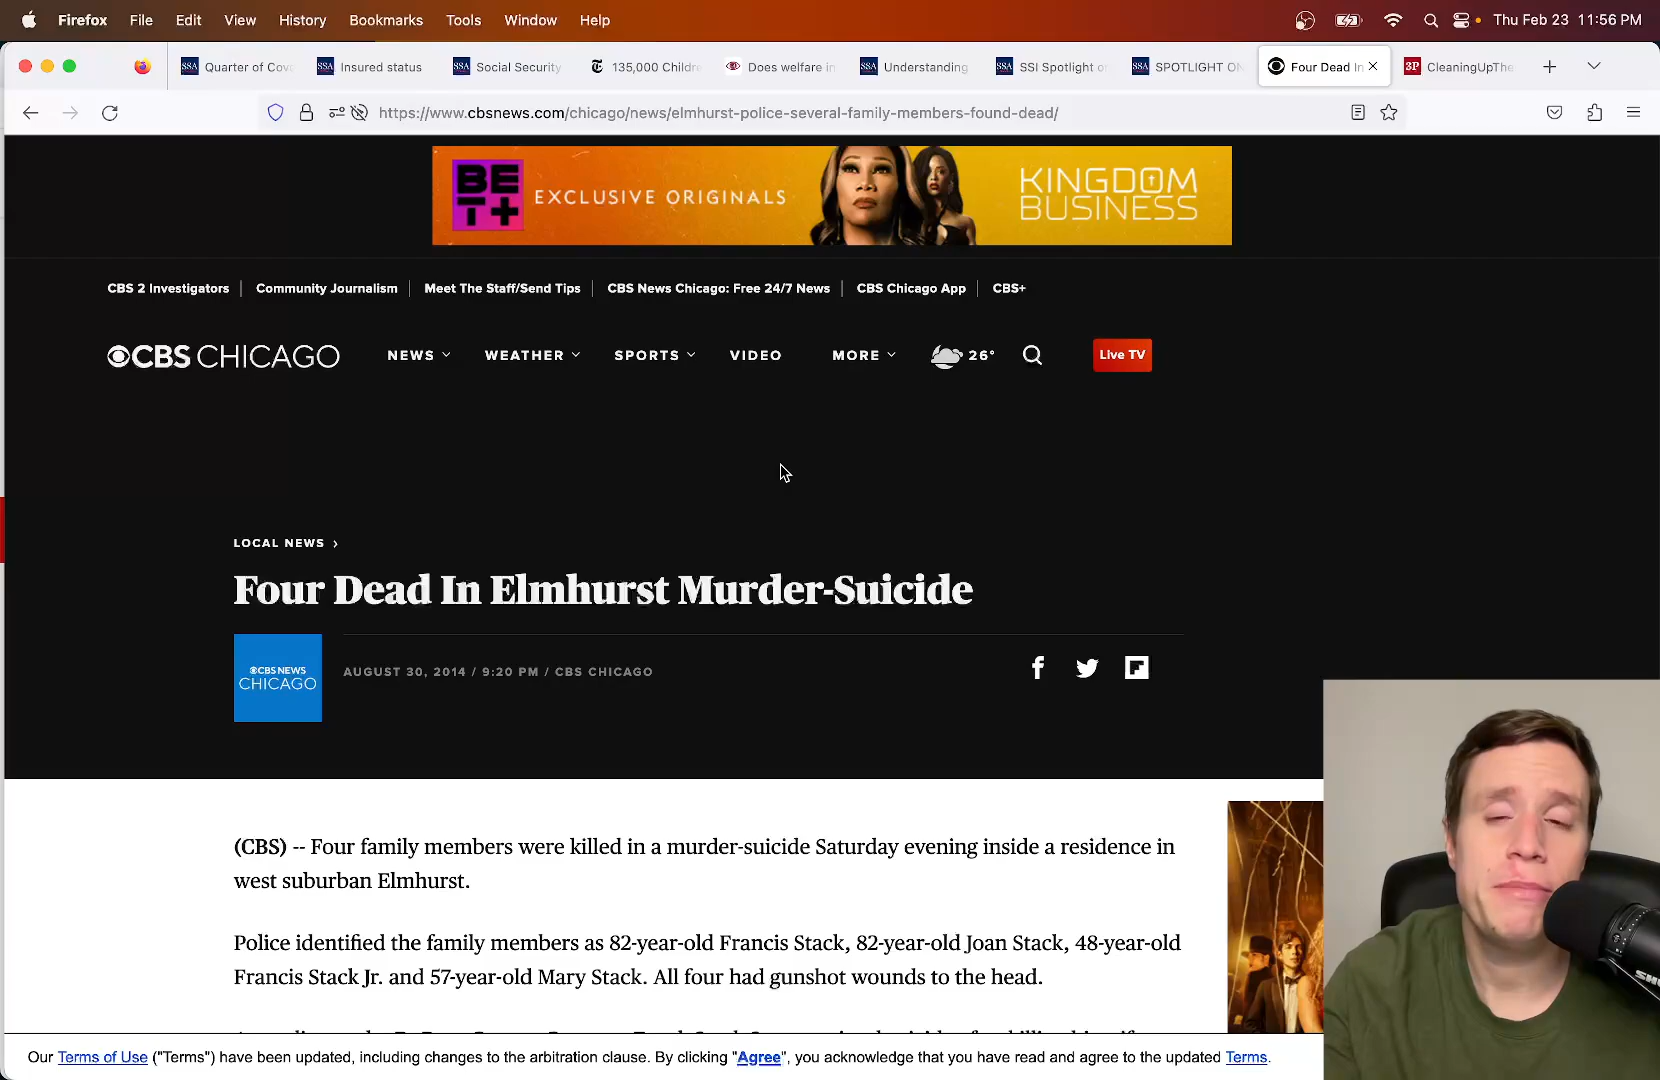 Firefox File Edit View History Bookmarks Tools Window Help Thu Feb 23 11:56 PM
SSA Quarter of Cov SSA Insured status SSA Social Security 135,000 Childr Does welfare in SSA Understanding SSA SSI Spotlight o SSA SPOTLIGHT ON Four Dead In 3P CleaningUpThe
https://www.cbsnews.com/chicago/news/elmhurst-police-several-family-members-found-dead/
BET+ EXCLUSIVE ORIGINALS KINGDOM BUSINESS
CBS 2 Investigators Community Journalism Meet The Staff/Send Tips CBS News Chicago: Free 24/7 News CBS Chicago App CBS+
CBS CHICAGO NEWS WEATHER SPORTS VIDEO MORE 26° Live TV
LOCAL NEWS >
Four Dead In Elmhurst Murder-Suicide
CBS NEWS
CHICAGO
AUGUST 30, 2014 / 9:20 PM / CBS CHICAGO
(CBS) -- Four family members were killed in a murder-suicide Saturday evening inside a residence in
west suburban Elmhurst.
Police identified the family members as 82-year-old Francis Stack, 82-year-old Joan Stack, 48-year-old
Francis Stack Jr. and 57-year-old Mary Stack. All four had gunshot wounds to the head.
Our Terms of Use ("Terms") have been updated, including changes to the arbitration clause. By clicking "Agree", you acknowledge that you have read and agree to the updated Terms.